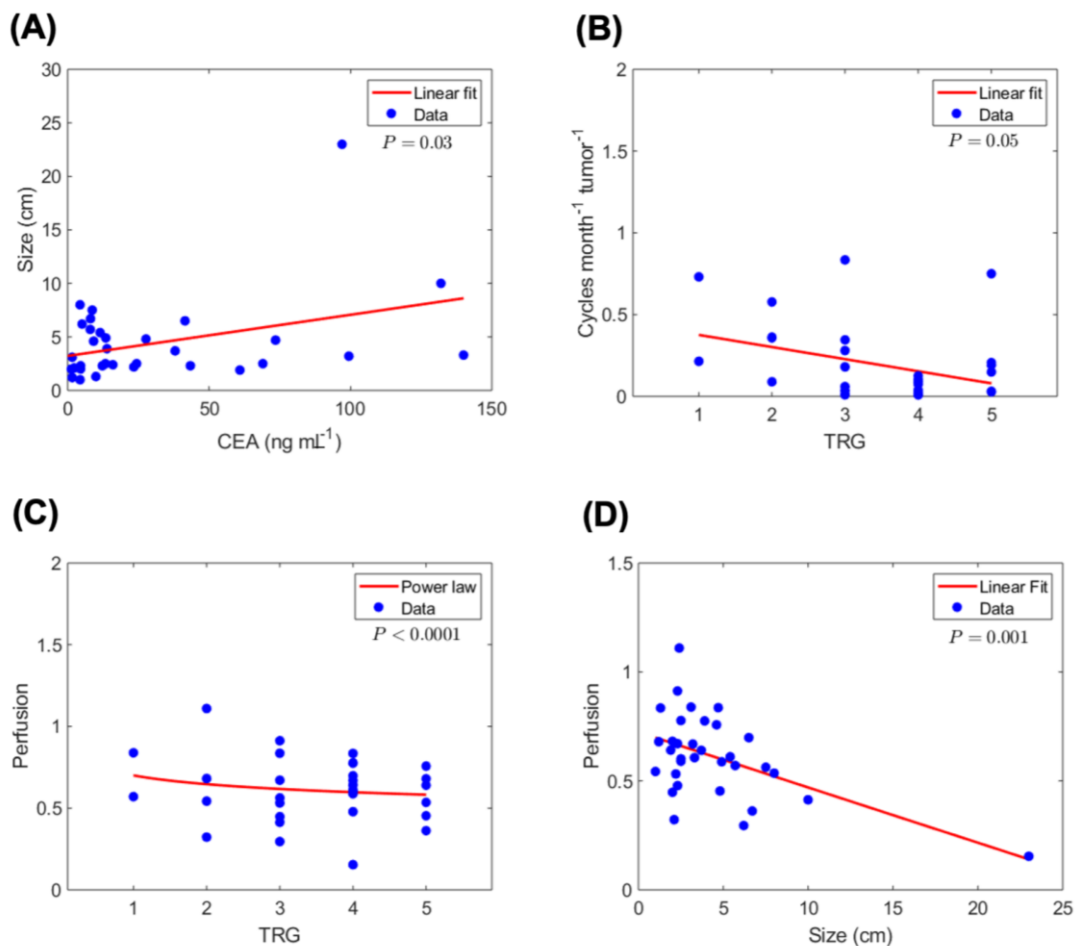 (A)
30
25
20
15
10
5
0
Size (cm)
0 50 100 150
CEA (ng mL⁻¹)
Linear fit
Data
P = 0.03
(B)
2
1.5
1
0.5
0
Cycles month⁻¹ tumor⁻¹
1 2 3 4 5
TRG
Linear fit
Data
P = 0.05
(C)
2
1.5
1
0.5
0
Perfusion
1 2 3 4 5
TRG
Power law
Data
P < 0.0001
(D)
1.5
1
0.5
0
Perfusion
0 5 10 15 20 25
Size (cm)
Linear Fit
Data
P = 0.001